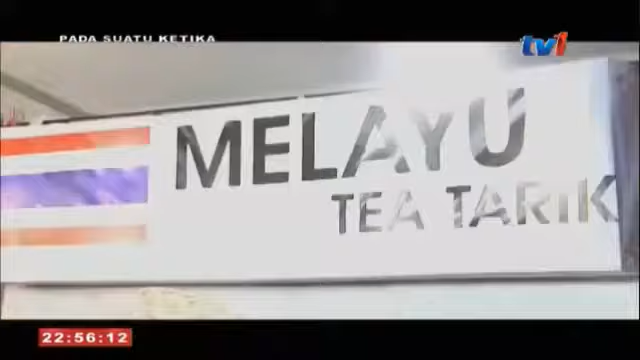 PADA SUATU KETIKA
tv1
MELAYU
TEA TARIK
22:56:12